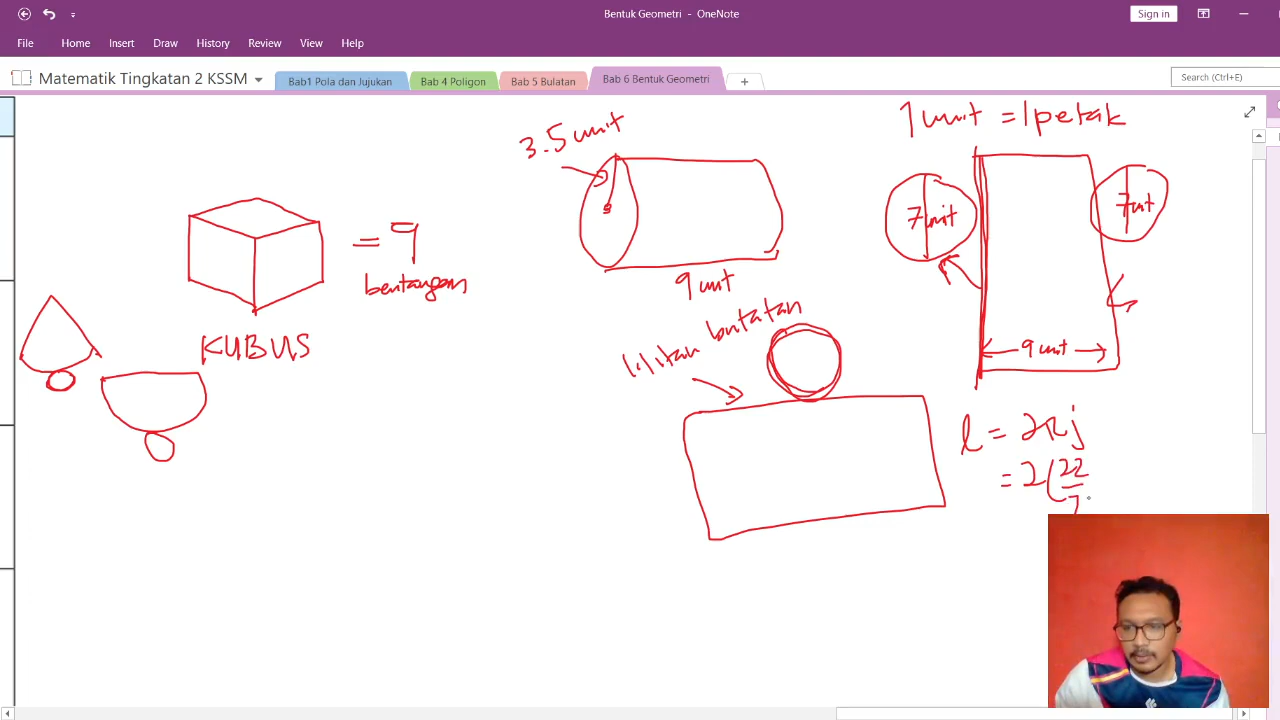 Bentuk Geometri - OneNote
Sign in
File Home Insert Draw History Review View Help
Matematik Tingkatan 2 KSSM
Bab1 Pola dan Jujukan
Bab 4 Poligon
Bab 5 Bulatan
Bab 6 Bentuk Geometri
Search (Ctrl+E)
1 unit = 1 petak
3.5 unit
7 unit
7 unit
= 9
bentangan
9 unit
KUBUS
lilitan bulatan
9 unit
l = 2πj
= 2(22/7